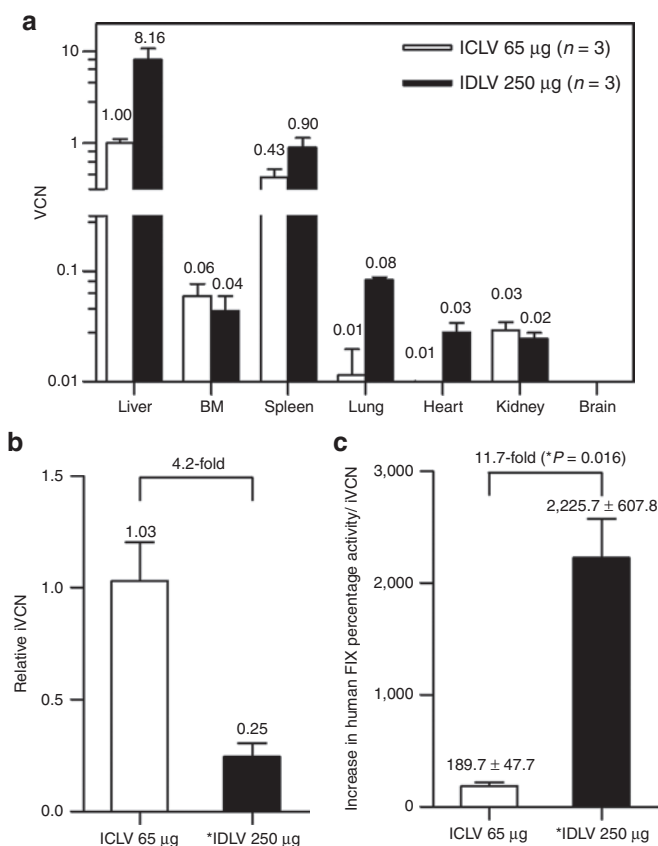 a
ICLV 65 µg (n = 3)
IDLV 250 µg (n = 3)
VCN
10
1
0.1
0.01
1.00
8.16
0.06
0.04
0.43
0.90
0.01
0.08
0.01
0.03
0.03
0.02
Liver
BM
Spleen
Lung
Heart
Kidney
Brain
b
4.2-fold
Relative iVCN
1.5
1.0
0.5
0.0
1.03
0.25
ICLV 65 µg
*IDLV 250 µg
c
11.7-fold (*P = 0.016)
Increase in human FIX percentage activity/ iVCN
3,000
2,000
1,000
0
189.7 ± 47.7
2,225.7 ± 607.8
ICLV 65 µg
*IDLV 250 µg